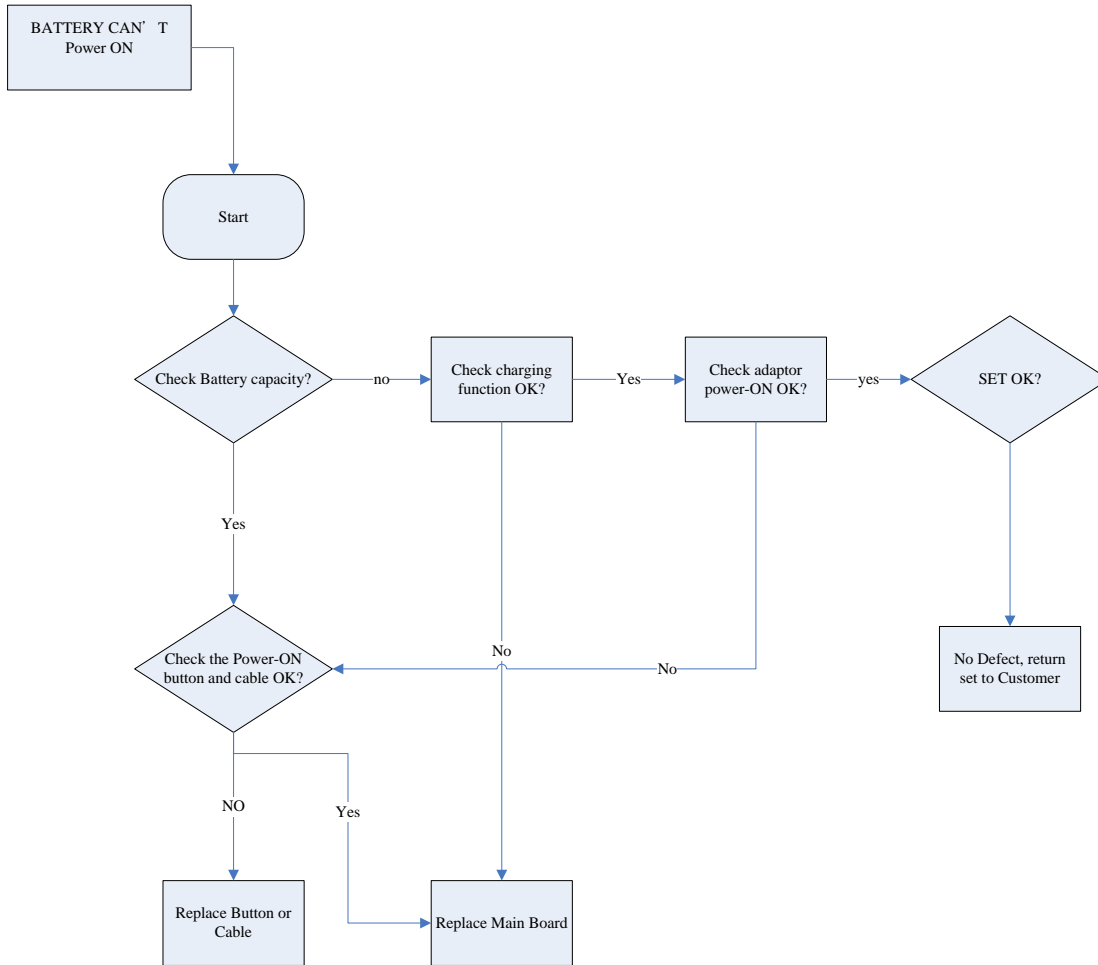 BATTERY CAN’T
Power ON
Start
Check Battery capacity?
no
Check charging
function OK?
Yes
Check adaptor
power-ON OK?
yes
SET OK?
Yes
Check the Power-ON
button and cable OK?
No
No
No Defect, return
set to Customer
NO
Yes
Replace Button or
Cable
Replace Main Board